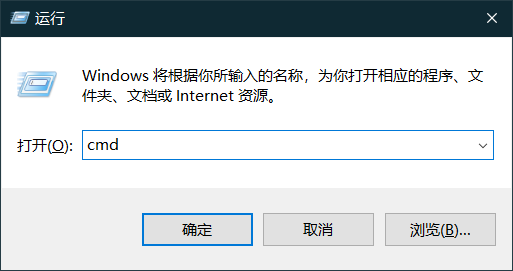 运行
Windows 将根据你所输入的名称，为你打开相应的程序、文
件夹、文档或 Internet 资源。
打开(O): cmd
确定 取消 浏览(B)...